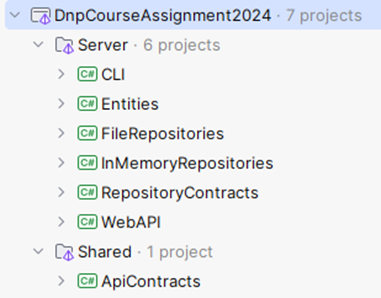 DnpCourseAssignment2024 · 7 projects
Server · 6 projects
C# CLI
C# Entities
C# FileRepositories
C# InMemoryRepositories
C# RepositoryContracts
C# WebAPI
Shared · 1 project
C# ApiContracts